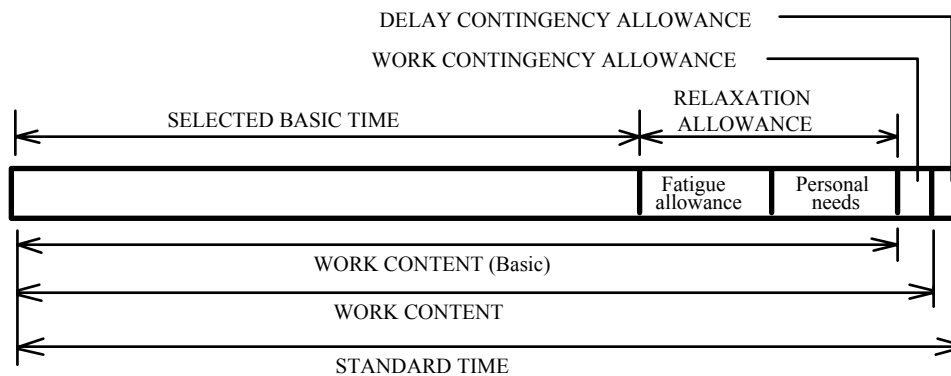 DELAY CONTINGENCY ALLOWANCE
WORK CONTINGENCY ALLOWANCE
RELAXATION
ALLOWANCE
SELECTED BASIC TIME
Fatigue
allowance
Personal
needs
WORK CONTENT (Basic)
WORK CONTENT
STANDARD TIME